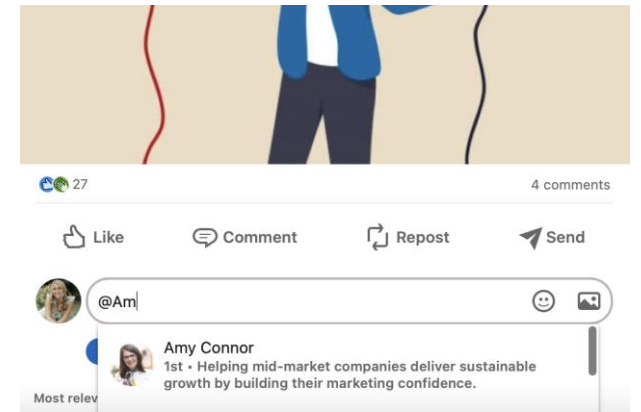 27
4 comments
Like Comment Repost Send
@Am
Amy Connor
1st • Helping mid-market companies deliver sustainable
growth by building their marketing confidence.
Most relev